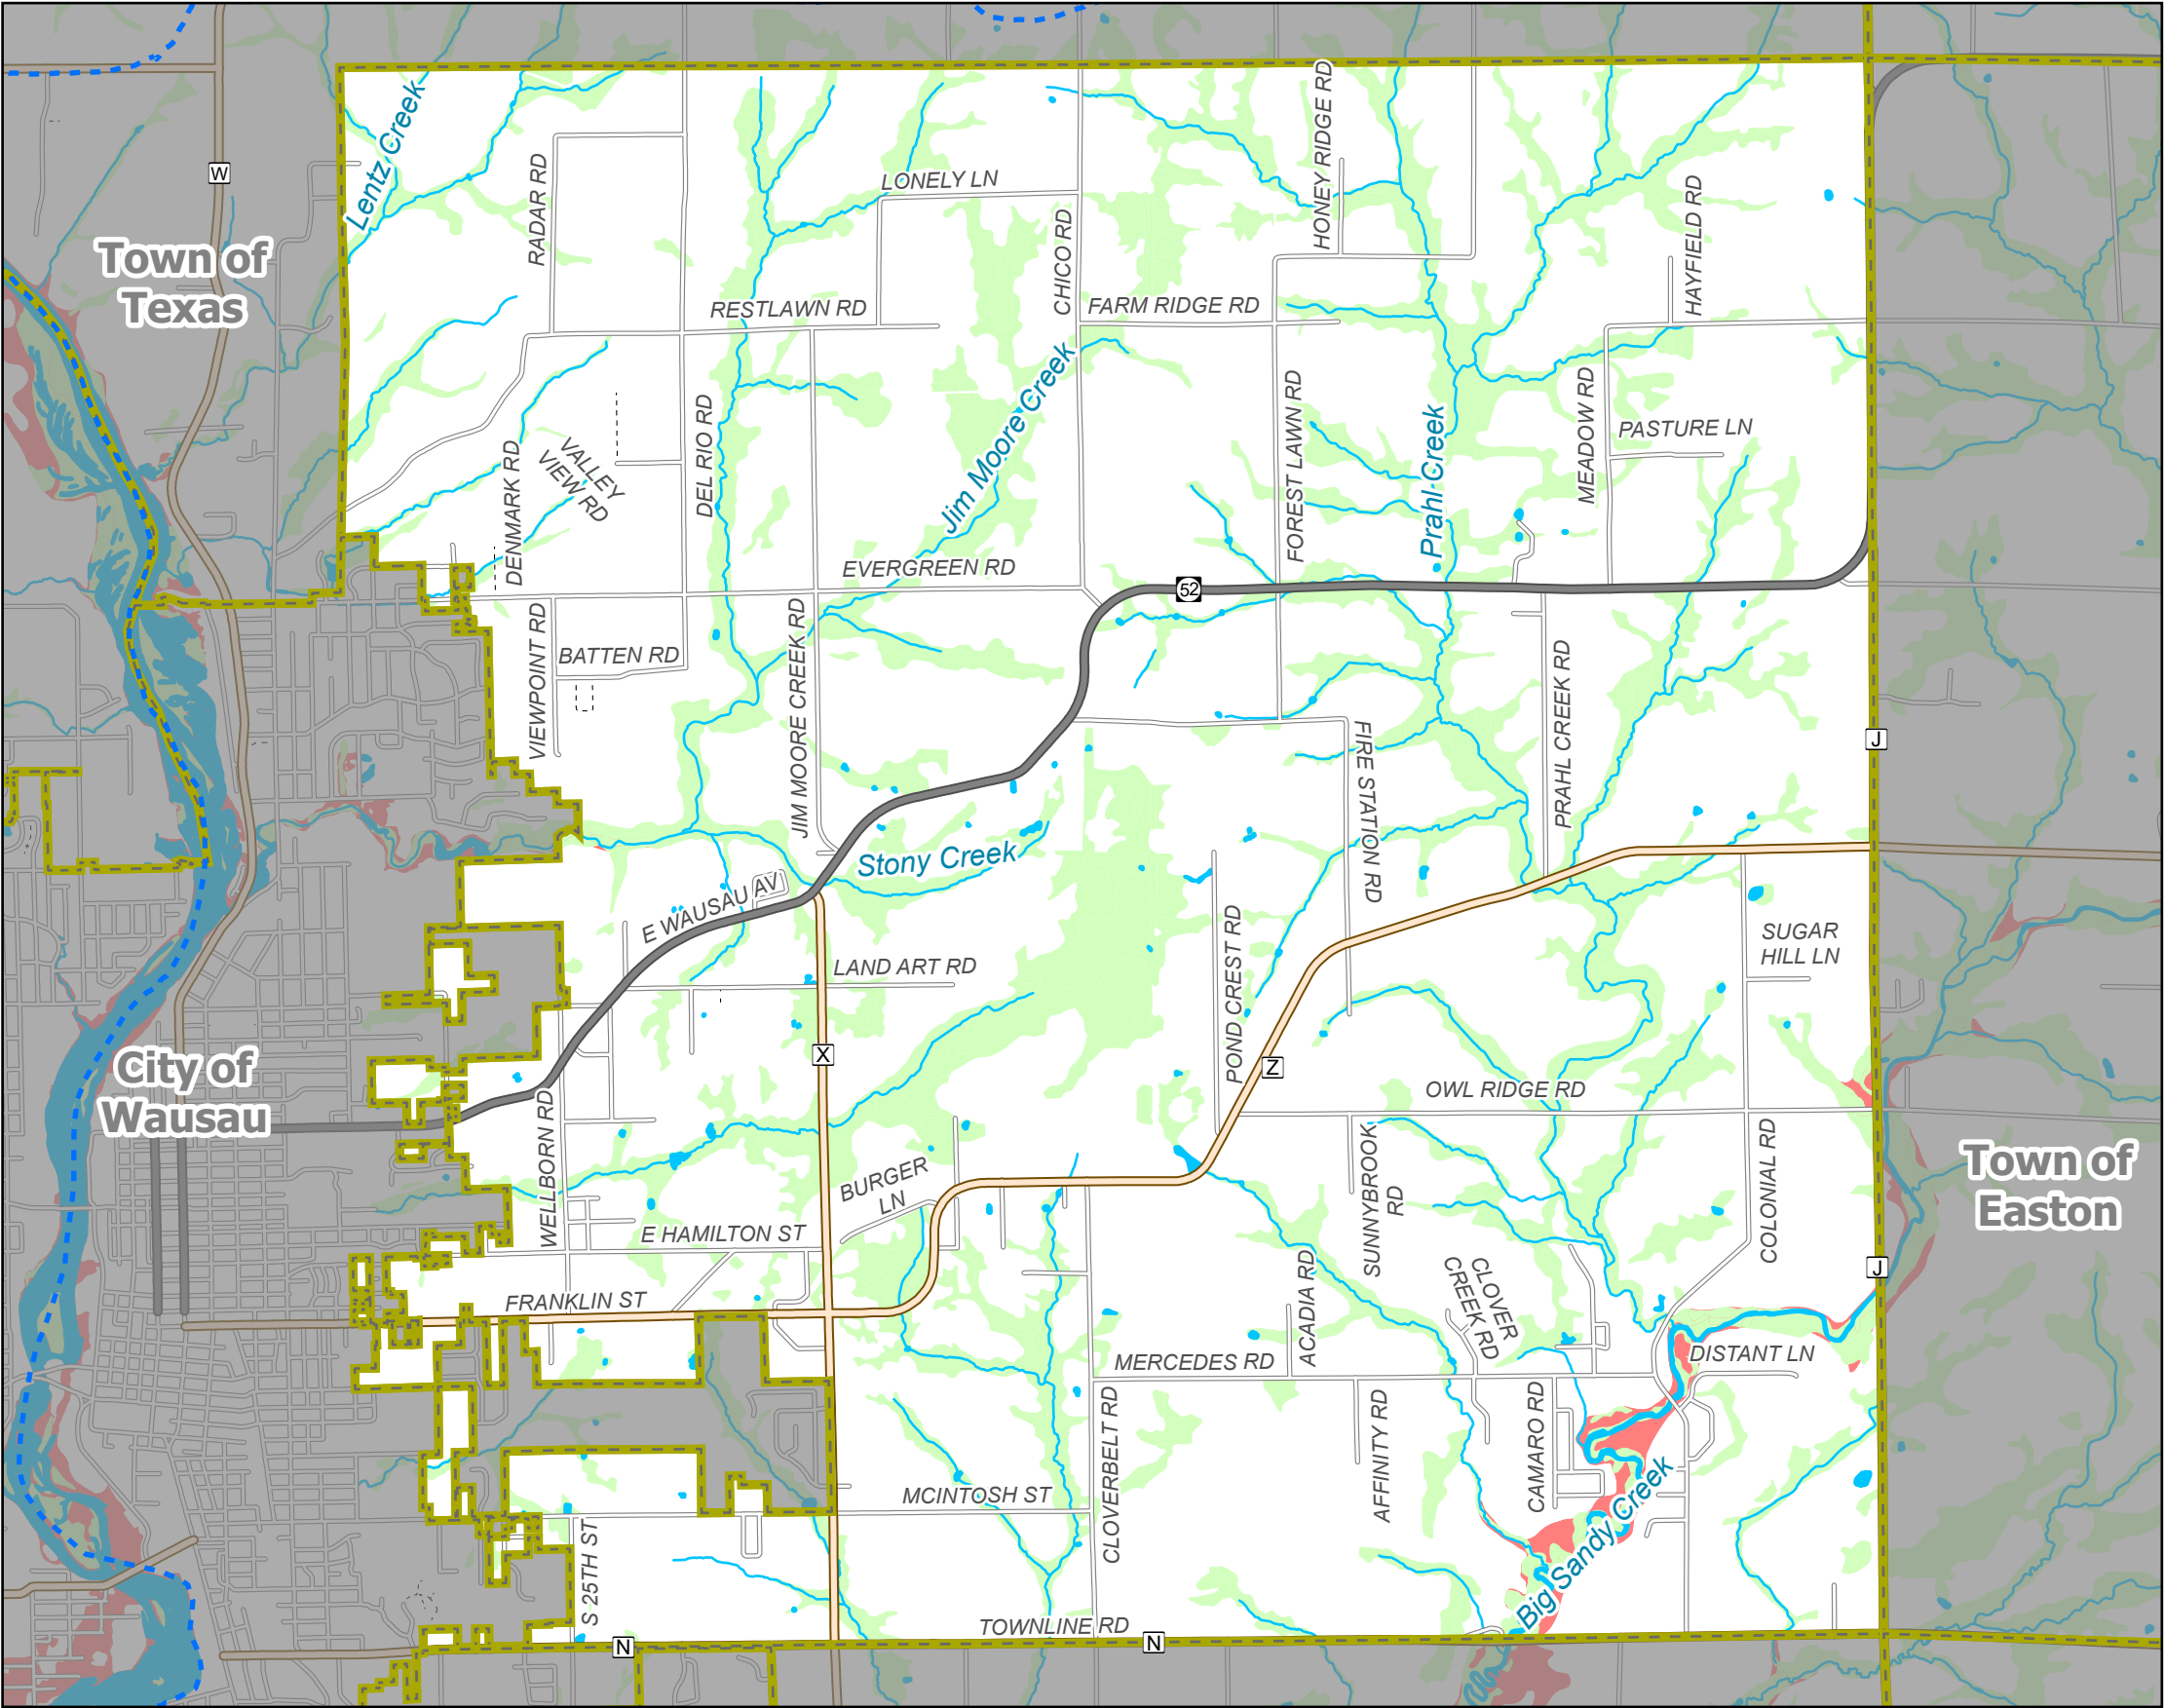 Lentz Creek
HONEY RIDGE RD
W
RADAR RD
LONELY LN
HAYFIELD RD
CHICO RD
Town of
Texas
RESTLAWN RD
FARM RIDGE RD
Jim Moore Creek
FOREST LAWN RD
MEADOW RD
DEL RIO RD
Prahl Creek
PASTURE LN
DENMARK RD
VALLEY
VIEW RD
EVERGREEN RD
52
VIEWPOINT RD
BATTEN RD
JIM MOORE CREEK RD
PRAHL CREEK RD
FIRE STATION RD
J
Stony Creek
E WAUSAU AV
POND CREST RD
SUGAR
HILL LN
LAND ART RD
City of
Wausau
X
Z
OWL RIDGE RD
WELLBORN RD
SUNNYBROOK
RD
COLONIAL RD
Town of
Easton
BURGER
LN
E HAMILTON ST
ACADIA RD
CLOVER
CREEK RD
J
FRANKLIN ST
MERCEDES RD
DISTANT LN
CLOVERBELT RD
AFFINITY RD
CAMARO RD
MCINTOSH ST
Big Sandy Creek
S 25TH ST
TOWNLINE RD
N
N